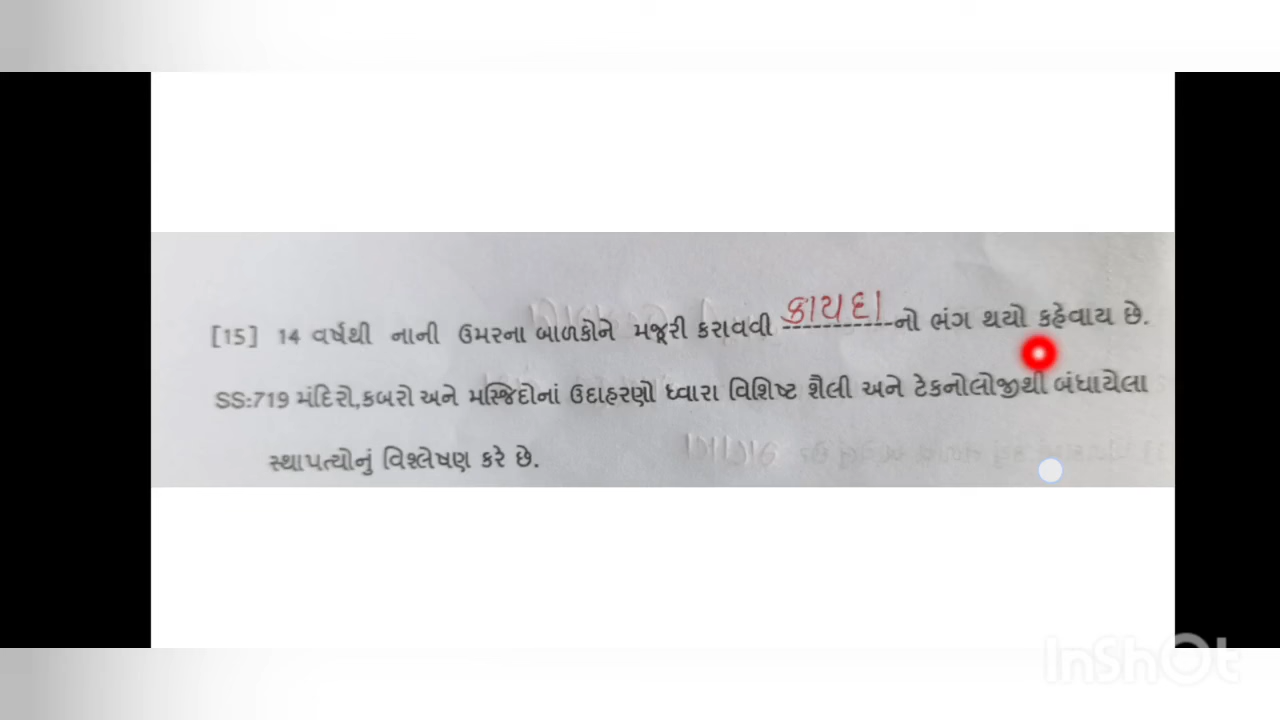 [15] 14 વર્ષથી નાની ઉમરના બાળકોને મજૂરી કરાવવી કાયદા નો ભંગ થયો કહેવાય છે.
SS:719 મંદિરો,કબરો અને મસ્જિદોનાં ઉદાહરણો ધ્વારા વિશિષ્ટ શૈલી અને ટેકનોલોજીથી બંધાયેલા
સ્થાપત્યોનું વિશ્લેષણ કરે છે.
InShOt